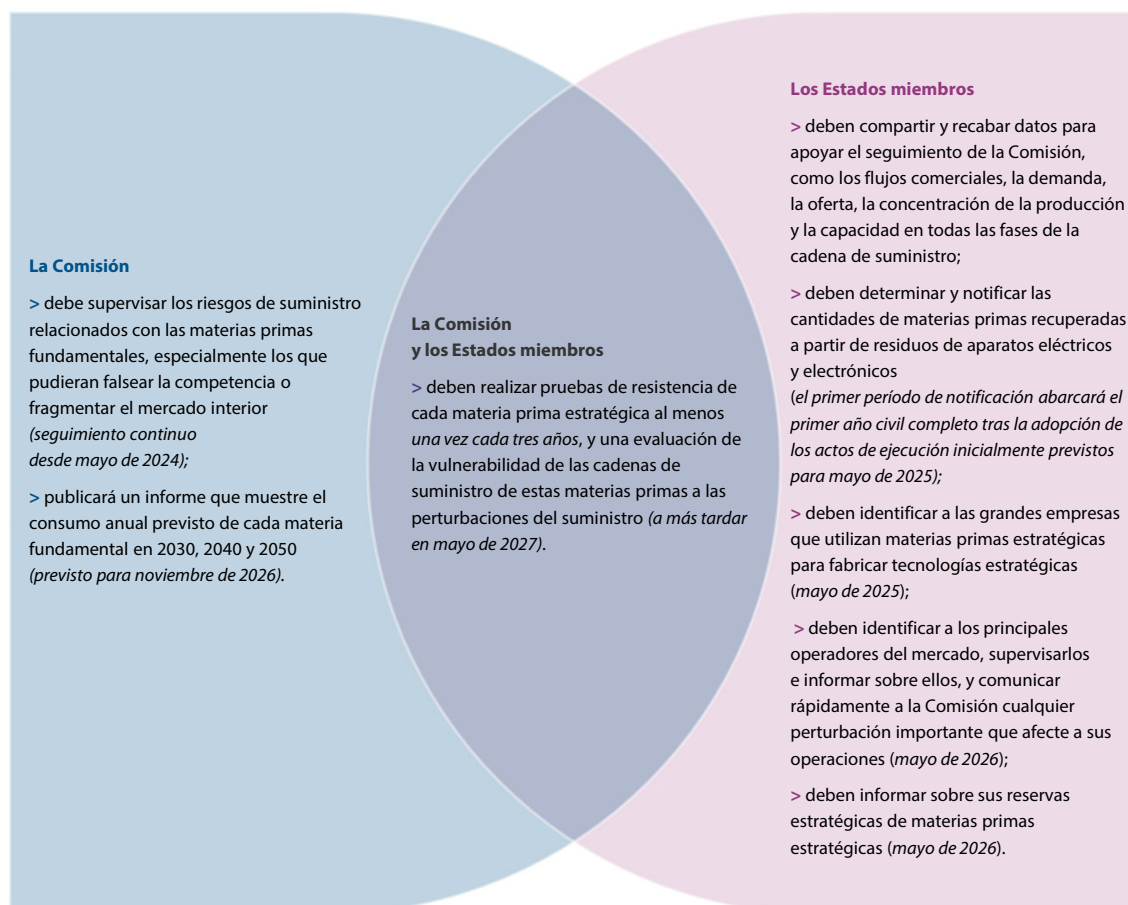 La Comisión
> debe supervisar los riesgos de suministro
relacionados con las materias primas
fundamentales, especialmente los que
pudieran falsear la competencia o
fragmentar el mercado interior
(seguimiento continuo
desde mayo de 2024);
> publicará un informe que muestre el
consumo anual previsto de cada materia
fundamental en 2030, 2040 y 2050
(previsto para noviembre de 2026).
La Comisión
y los Estados miembros
> deben realizar pruebas de resistencia de
cada materia prima estratégica al menos
una vez cada tres años, y una evaluación de
la vulnerabilidad de las cadenas de
suministro de estas materias primas a las
perturbaciones del suministro (a más tardar
en mayo de 2027).
Los Estados miembros
> deben compartir y recabar datos para
apoyar el seguimiento de la Comisión,
como los flujos comerciales, la demanda,
la oferta, la concentración de la producción
y la capacidad en todas las fases de la
cadena de suministro;
> deben determinar y notificar las
cantidades de materias primas recuperadas
a partir de residuos de aparatos eléctricos
y electrónicos
(el primer período de notificación abarcará el
primer año civil completo tras la adopción de
los actos de ejecución inicialmente previstos
para mayo de 2025);
> deben identificar a las grandes empresas
que utilizan materias primas estratégicas
para fabricar tecnologías estratégicas
(mayo de 2025);
> deben identificar a los principales
operadores del mercado, supervisarlos
e informar sobre ellos, y comunicar
rápidamente a la Comisión cualquier
perturbación importante que afecte a sus
operaciones (mayo de 2026);
> deben informar sobre sus reservas
estratégicas de materias primas
estratégicas (mayo de 2026).